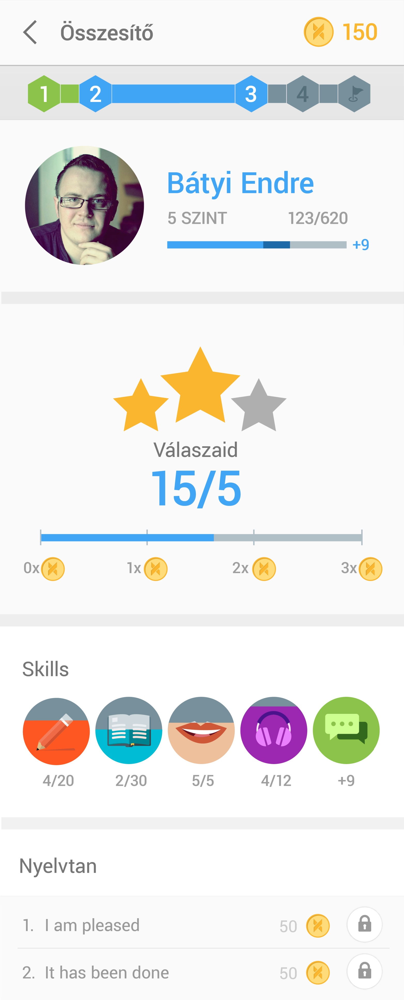 Összesítő 150
1 2 3 4
Bátyi Endre
5 SZINT 123/620
+9
Válaszaid
15/5
0x 1x 2x 3x
Skills
4/20 2/30 5/5 4/12 +9
Nyelvtan
1. I am pleased 50
2. It has been done 50